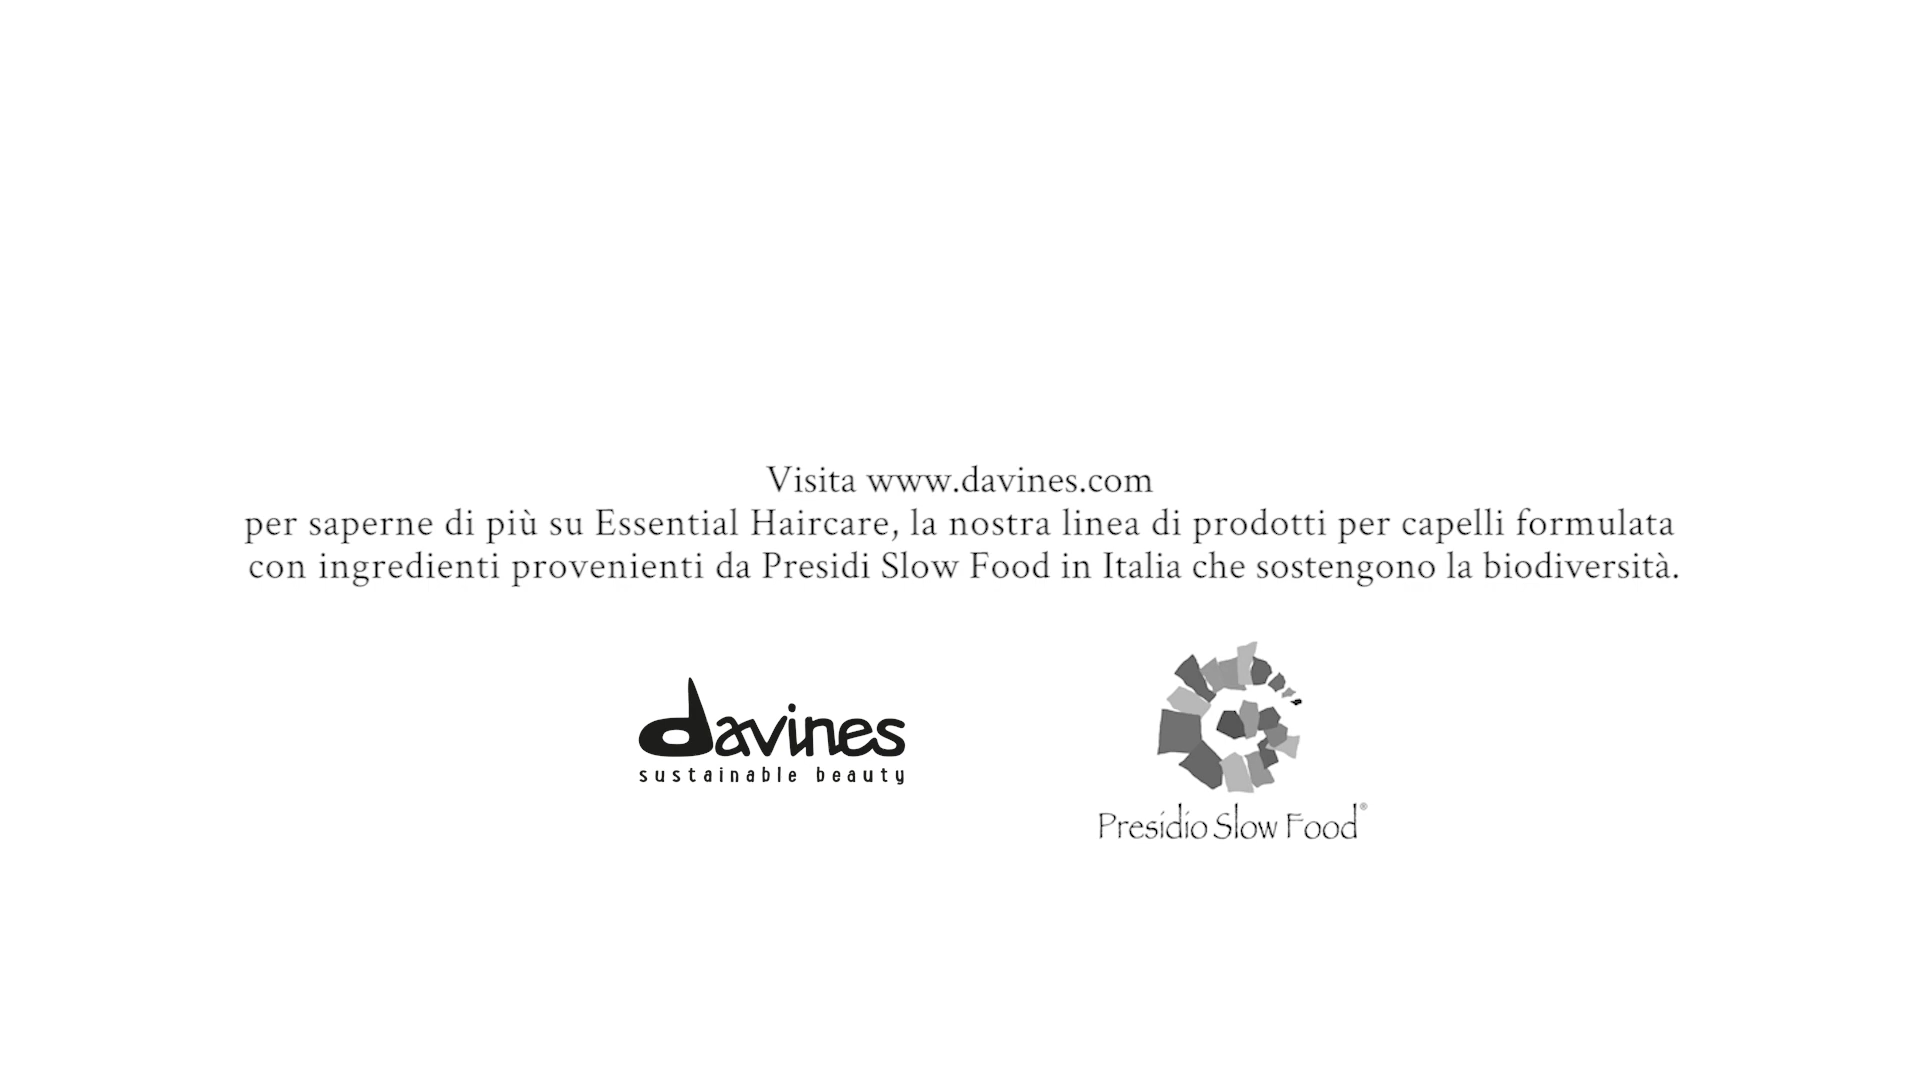 Visita www.davines.com
per saperne di più su Essential Haircare, la nostra linea di prodotti per capelli formulata
con ingredienti provenienti da Presidi Slow Food in Italia che sostengono la biodiversità.
davines
sustainable beauty
Presidio Slow Food®